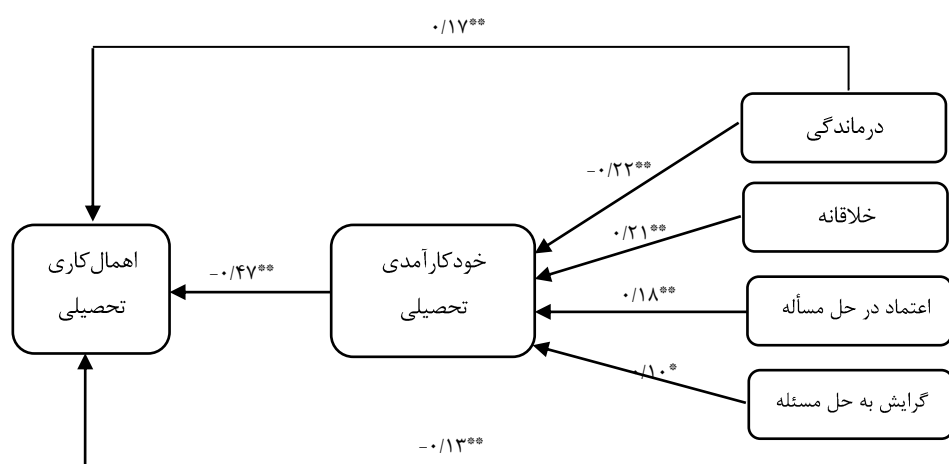 ۰/۱۷**
درماندگی
-۰/۲۲**
خلاقانه
۰/۲۱**
اعتماد در حل مسأله
۰/۱۸**
گرایش به حل مسئله
۰/۱۰*
خودکارآمدی
تحصیلی
-۰/۴۷**
اهمال‌کاری
تحصیلی
-۰/۱۳**